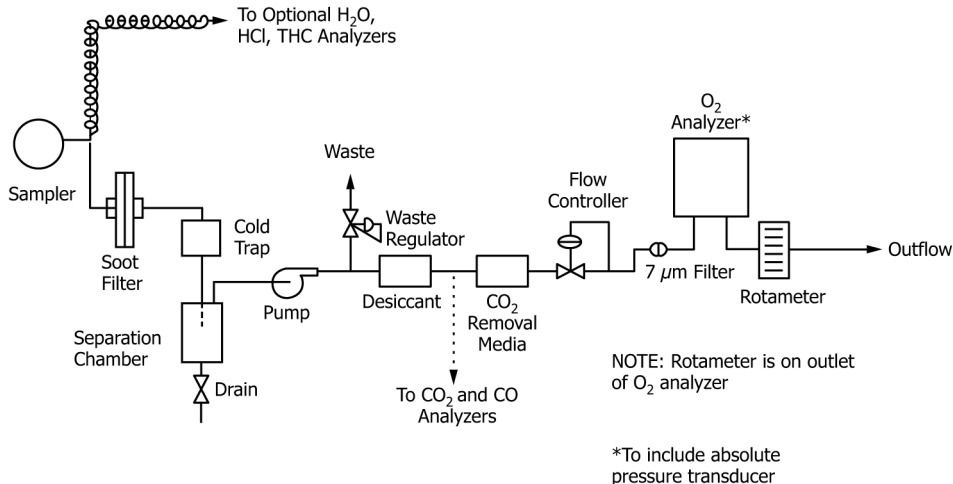 To Optional H₂O,
HCl, THC Analyzers
Sampler
Soot
Filter
Cold
Trap
Separation
Chamber
Drain
Pump
Waste
Waste
Regulator
Desiccant
To CO₂ and CO
Analyzers
CO₂
Removal
Media
Flow
Controller
7 µm Filter
O₂
Analyzer*
Rotameter
Outflow
NOTE: Rotameter is on outlet
of O₂ analyzer
*To include absolute
pressure transducer